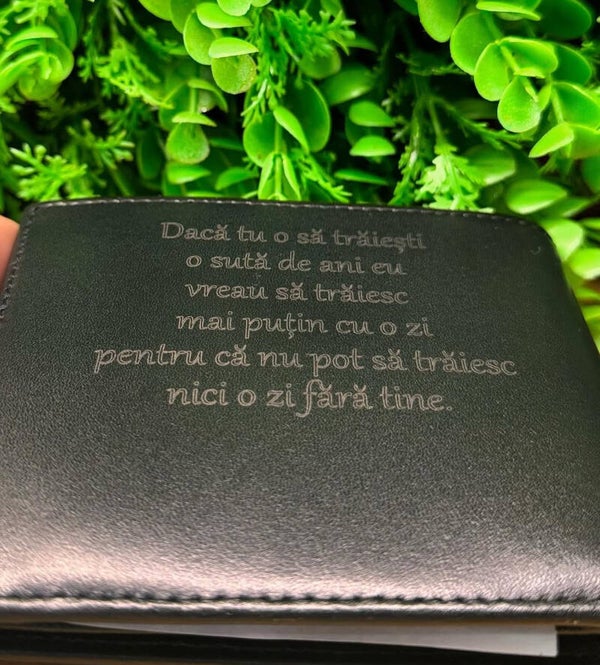 Dacă tu o să trăiești
o sută de ani eu
vreau să trăiesc
mai puțin cu o zi
pentru că nu pot să trăiesc
nici o zi fără tine.